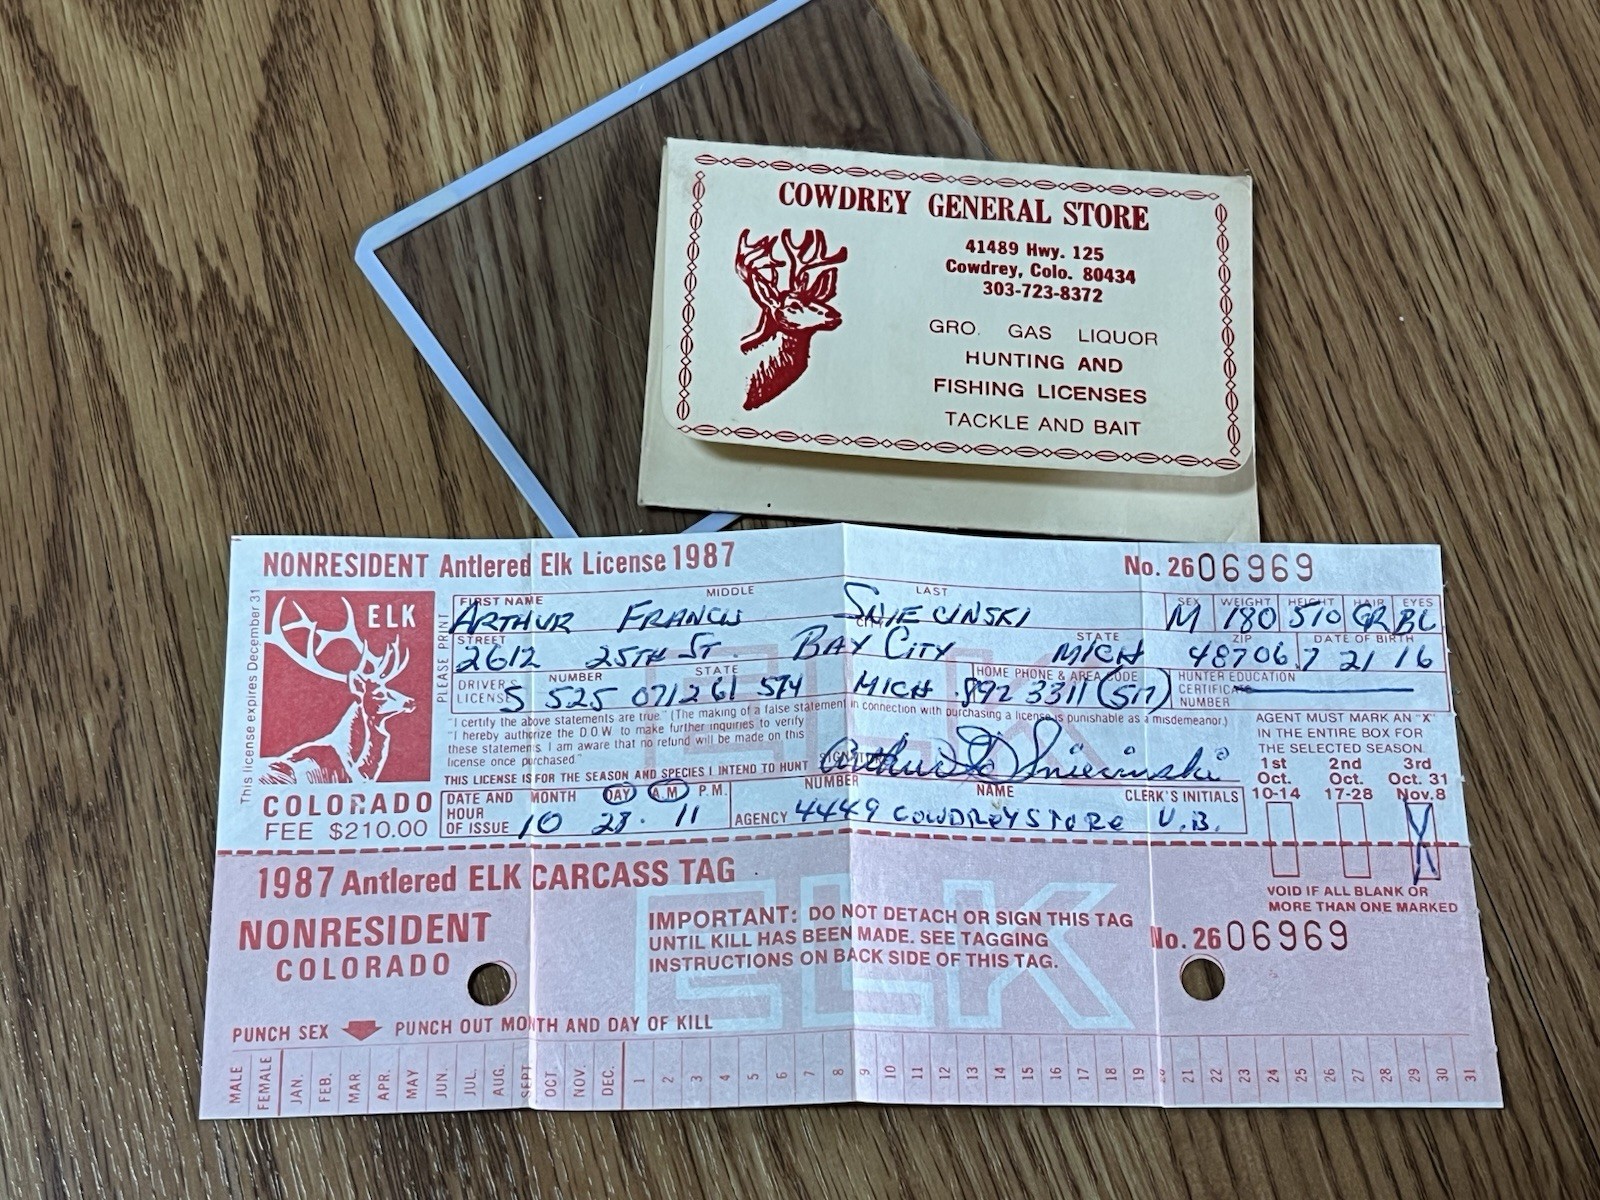 COWDREY GENERAL STORE
41489 Hwy. 125
Cowdrey, Colo. 80434
303-723-8372
GRO. GAS LIQUOR
HUNTING AND
FISHING LICENSES
TACKLE AND BAIT
NONRESIDENT Antlered Elk License 1987
No. 26 06969
This license expires December 31
ELK
COLORADO
FEE $210.00
PLEASE PRINT
FIRST NAME MIDDLE LAST SEX WEIGHT HEIGHT HAIR EYES
ARTHUR FRANCIS SNIECINSKI M 180 510 GR BL
STREET CITY STATE ZIP DATE OF BIRTH
2612 25TH ST. BAY CITY MICH 48706 7 21 16
DRIVERS LICENSE NUMBER STATE HOME PHONE & AREA CODE HUNTER EDUCATION
S 525 071261 574 MICH 892 3311 (517) CERTIFICATE
NUMBER
"I certify the above statements are true." (The making of a false statement in connection with purchasing a license is punishable as a misdemeanor.)
"I hereby authorize the D.O.W. to make further inquiries to verify
these statements. I am aware that no refund will be made on this
license once purchased."
THIS LICENSE IS FOR THE SEASON AND SPECIES I INTEND TO HUNT
SIGNATURE
Arthur F Sniecinski
AGENT MUST MARK AN "X"
IN THE ENTIRE BOX FOR
THE SELECTED SEASON
1st 2nd 3rd
Oct. Oct. Oct. 31
10-14 17-28 Nov. 8
X
DATE AND HOUR OF ISSUE MONTH DAY A.M. P.M.
10 28 11
AGENCY NUMBER NAME CLERK'S INITIALS
4449 COWDREY STORE V.B.
VOID IF ALL BLANK OR
MORE THAN ONE MARKED
1987 Antlered ELK CARCASS TAG
NONRESIDENT
COLORADO
ELK
IMPORTANT: DO NOT DETACH OR SIGN THIS TAG
UNTIL KILL HAS BEEN MADE. SEE TAGGING
INSTRUCTIONS ON BACK SIDE OF THIS TAG.
No. 26 06969
PUNCH SEX PUNCH OUT MONTH AND DAY OF KILL
MALE FEMALE JAN. FEB. MAR. APR. MAY JUN. JUL. AUG. SEPT. OCT. NOV. DEC. 1 2 3 4 5 6 7 8 9 10 11 12 13 14 15 16 17 18 19 20 21 22 23 24 25 26 27 28 29 30 31